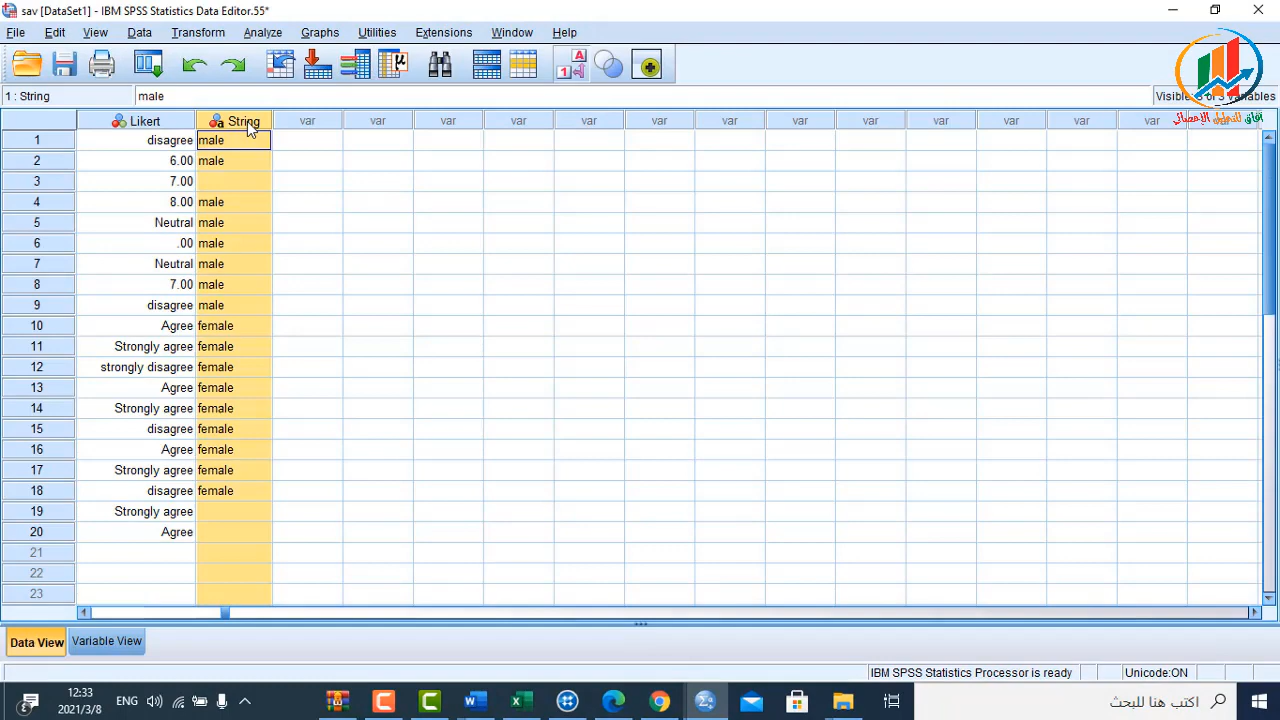 sav [DataSet1] - IBM SPSS Statistics Data Editor.55*
File Edit View Data Transform Analyze Graphs Utilities Extensions Window Help
1 : String male
آفاق للتحليل الإحصائي
Likert String var var var var var var var var var var var var var
1 disagree male
2 6.00 male
3 7.00
4 8.00 male
5 Neutral male
6 .00 male
7 Neutral male
8 7.00 male
9 disagree male
10 Agree female
11 Strongly agree female
12 strongly disagree female
13 Agree female
14 Strongly agree female
15 disagree female
16 Agree female
17 Strongly agree female
18 disagree female
19 Strongly agree
20 Agree
21
22
23
Data View Variable View
IBM SPSS Statistics Processor is ready Unicode:ON
12:33
2021/3/8
ENG
اكتب هنا للبحث